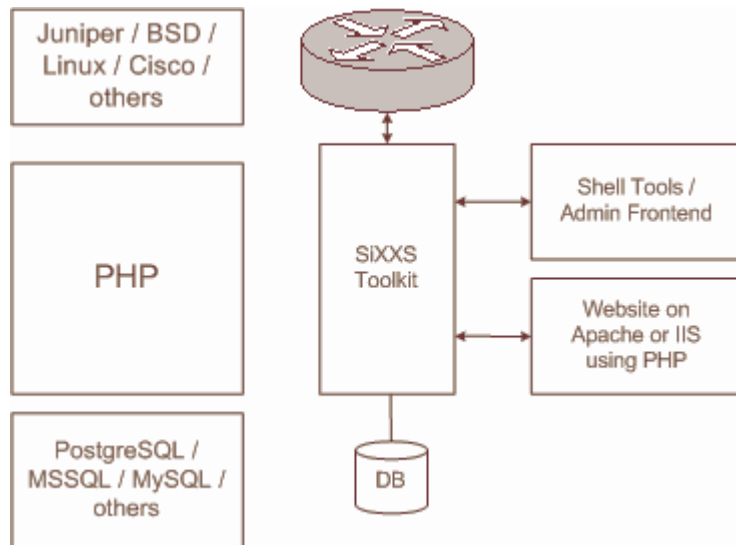 Juniper / BSD /
Linux / Cisco /
others
PHP
PostgreSQL /
MSSQL / MySQL /
others
SiXXS
Toolkit
DB
Shell Tools /
Admin Frontend
Website on
Apache or IIS
using PHP